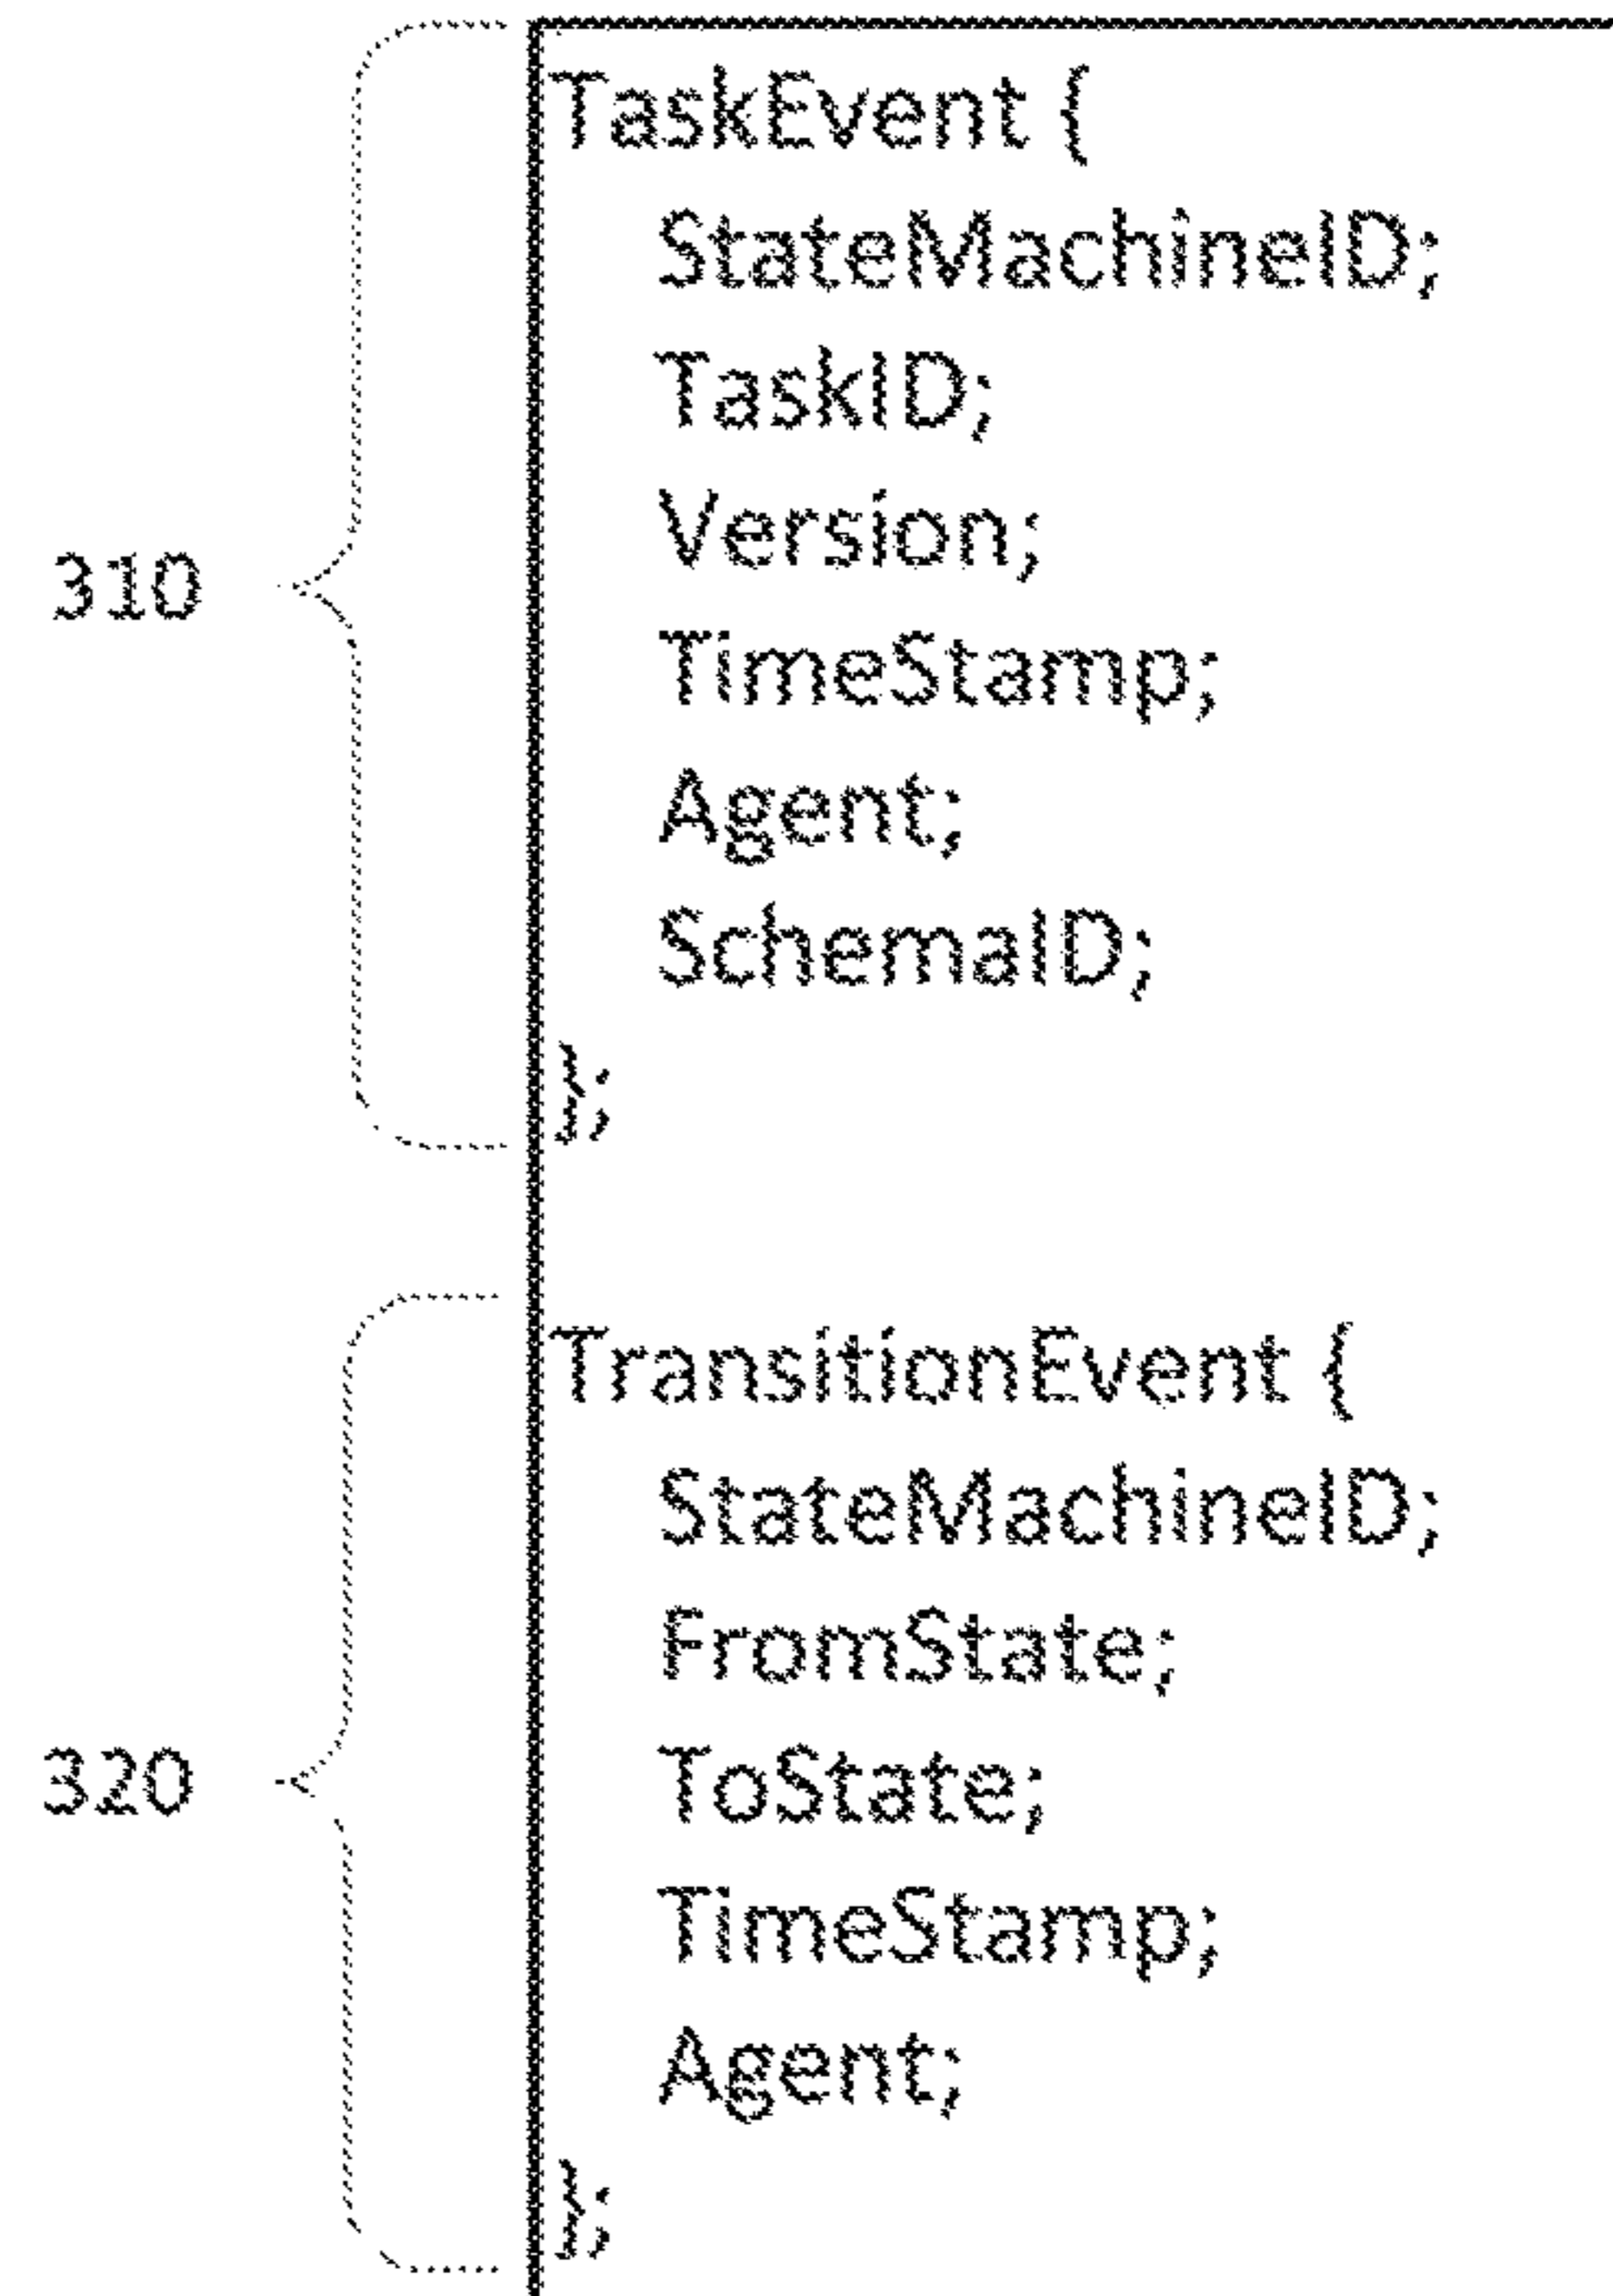 TaskEvent {
StateMachineID;
TaskID;
Version;
310
TimeStamp;
Agent;
SchemaID;
};
TransitionEvent {
StateMachineID;
FromState;
320
ToState;
TimeStamp;
Agent;
};